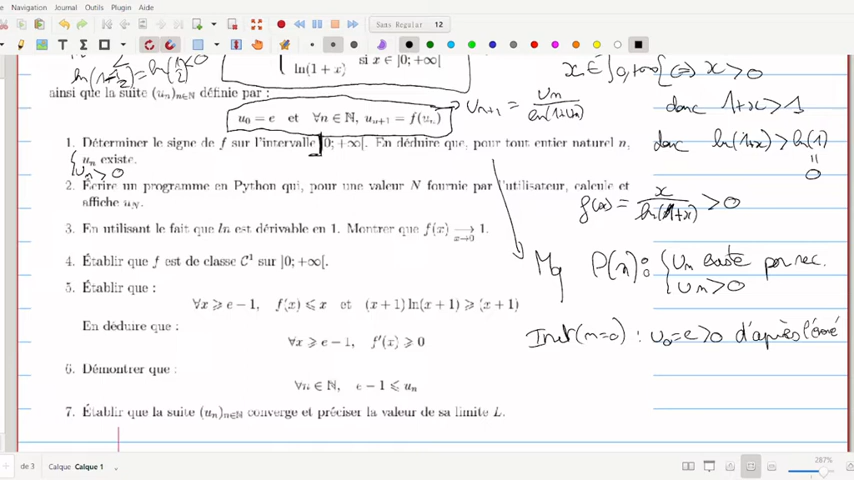 Navigation Journal Outils Plugin Aide
Sans Regular 12
si x ∈ ]0; +∞[
ln(1 + x)
x ∈ ]0,+∞[ ⇔ x > 0
ainsi que la suite (uₙ)ₙ∈ℕ définie par :
uₙ₊₁ = uₙ / ln(1+uₙ)
donc 1+x > 1
u₀ = e et ∀n ∈ ℕ, uₙ₊₁ = f(uₙ)
1. Déterminer le signe de f sur l'intervalle ]0; +∞[. En déduire que, pour tout entier naturel n,
uₙ existe.
uₙ > 0
donc ln(1+x) > ln(1)
= 0
2. Écrire un programme en Python qui, pour une valeur N fournie par l'utilisateur, calcule et
affiche u_N.
f(x) = x / ln(1+x) > 0
3. En utilisant le fait que ln est dérivable en 1. Montrer que f(x) ⟶ 1.
x→0
4. Établir que f est de classe C¹ sur ]0; +∞[.
Mq P(n) : { uₙ existe par rec.
uₙ > 0
5. Établir que :
∀x ⩾ e − 1, f(x) ⩽ x et (x + 1) ln(x + 1) ⩾ (x + 1)
En déduire que :
Init (n=0) : u₀ = e > 0 d'après l'énoncé
∀x ⩾ e − 1, f′(x) ⩾ 0
6. Démontrer que :
∀n ∈ ℕ, e − 1 ⩽ uₙ
7. Établir que la suite (uₙ)ₙ∈ℕ converge et préciser la valeur de sa limite L.
de 3 Calque Calque 1
287%